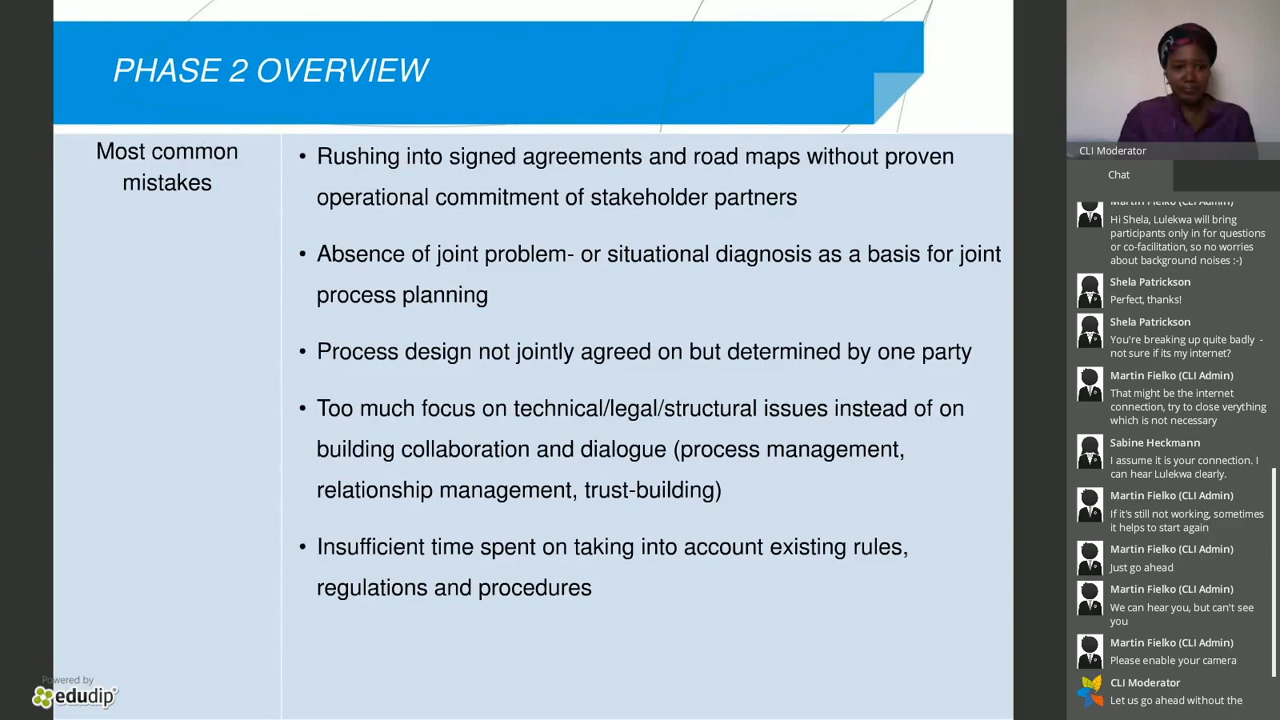 PHASE 2 OVERVIEW
Most common
mistakes
• Rushing into signed agreements and road maps without proven
operational commitment of stakeholder partners
• Absence of joint problem- or situational diagnosis as a basis for joint
process planning
• Process design not jointly agreed on but determined by one party
• Too much focus on technical/legal/structural issues instead of on
building collaboration and dialogue (process management,
relationship management, trust-building)
• Insufficient time spent on taking into account existing rules,
regulations and procedures
Powered by
edudip
CLI Moderator
Chat
Martin Fielko (CLI Admin)
Hi Shela, Lulekwa will bring
participants only in for questions
or co-facilitation, so no worries
about background noises :-)
Shela Patrickson
Perfect, thanks!
Shela Patrickson
You're breaking up quite badly -
not sure if its my internet?
Martin Fielko (CLI Admin)
That might be the internet
connection, try to close verything
which is not necessary
Sabine Heckmann
I assume it is your connection. I
can hear Lulekwa clearly.
Martin Fielko (CLI Admin)
If it's still not working, sometimes
it helps to start again
Martin Fielko (CLI Admin)
Just go ahead
Martin Fielko (CLI Admin)
We can hear you, but can't see
you
Martin Fielko (CLI Admin)
Please enable your camera
CLI Moderator
Let us go ahead without the